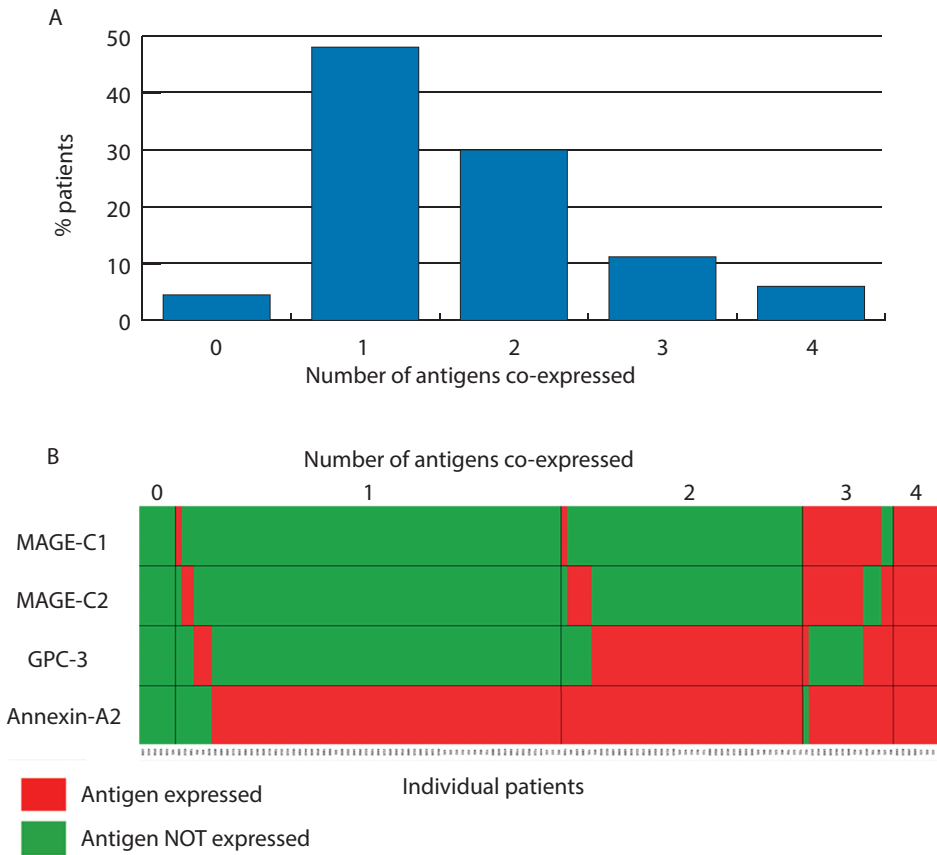 A
50
40
30
20
10
0
% patients
0 1 2 3 4
Number of antigens co-expressed
B
Number of antigens co-expressed
0 1 2 3 4
MAGE-C1
MAGE-C2
GPC-3
Annexin-A2
Individual patients
Antigen expressed
Antigen NOT expressed